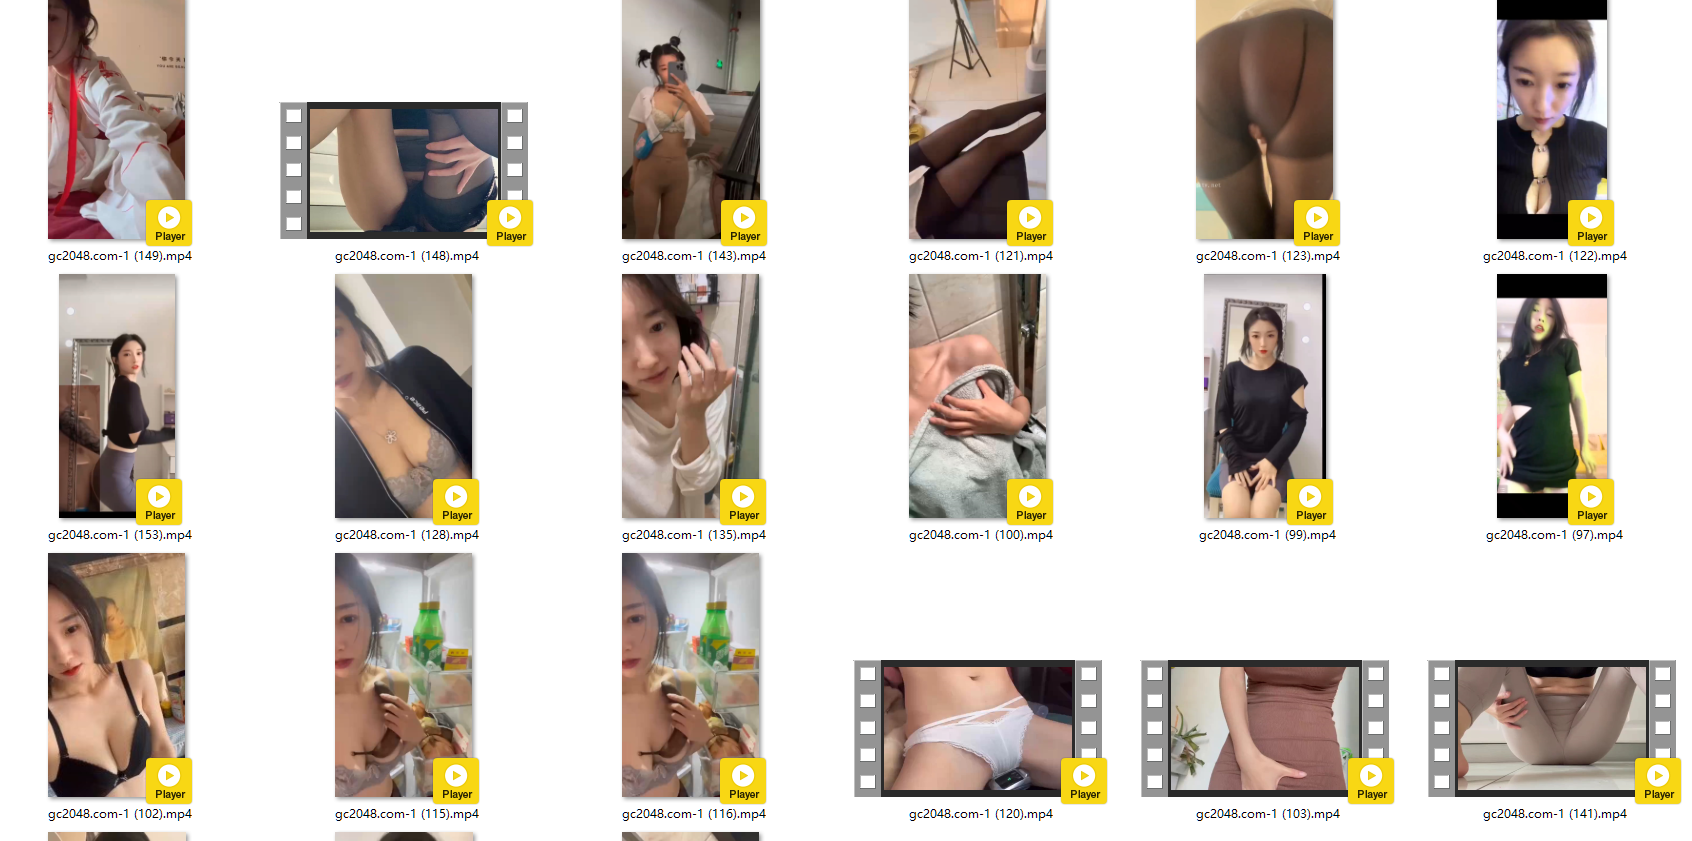 Player
Player
Player
Player
Player
Player
gc2048.com-1 (149).mp4
gc2048.com-1 (148).mp4
gc2048.com-1 (143).mp4
gc2048.com-1 (121).mp4
gc2048.com-1 (123).mp4
gc2048.com-1 (122).mp4
Player
Player
Player
Player
Player
Player
gc2048.com-1 (153).mp4
gc2048.com-1 (128).mp4
gc2048.com-1 (135).mp4
gc2048.com-1 (100).mp4
gc2048.com-1 (99).mp4
gc2048.com-1 (97).mp4
Player
Player
Player
Player
Player
Player
gc2048.com-1 (102).mp4
gc2048.com-1 (115).mp4
gc2048.com-1 (116).mp4
gc2048.com-1 (120).mp4
gc2048.com-1 (103).mp4
gc2048.com-1 (141).mp4